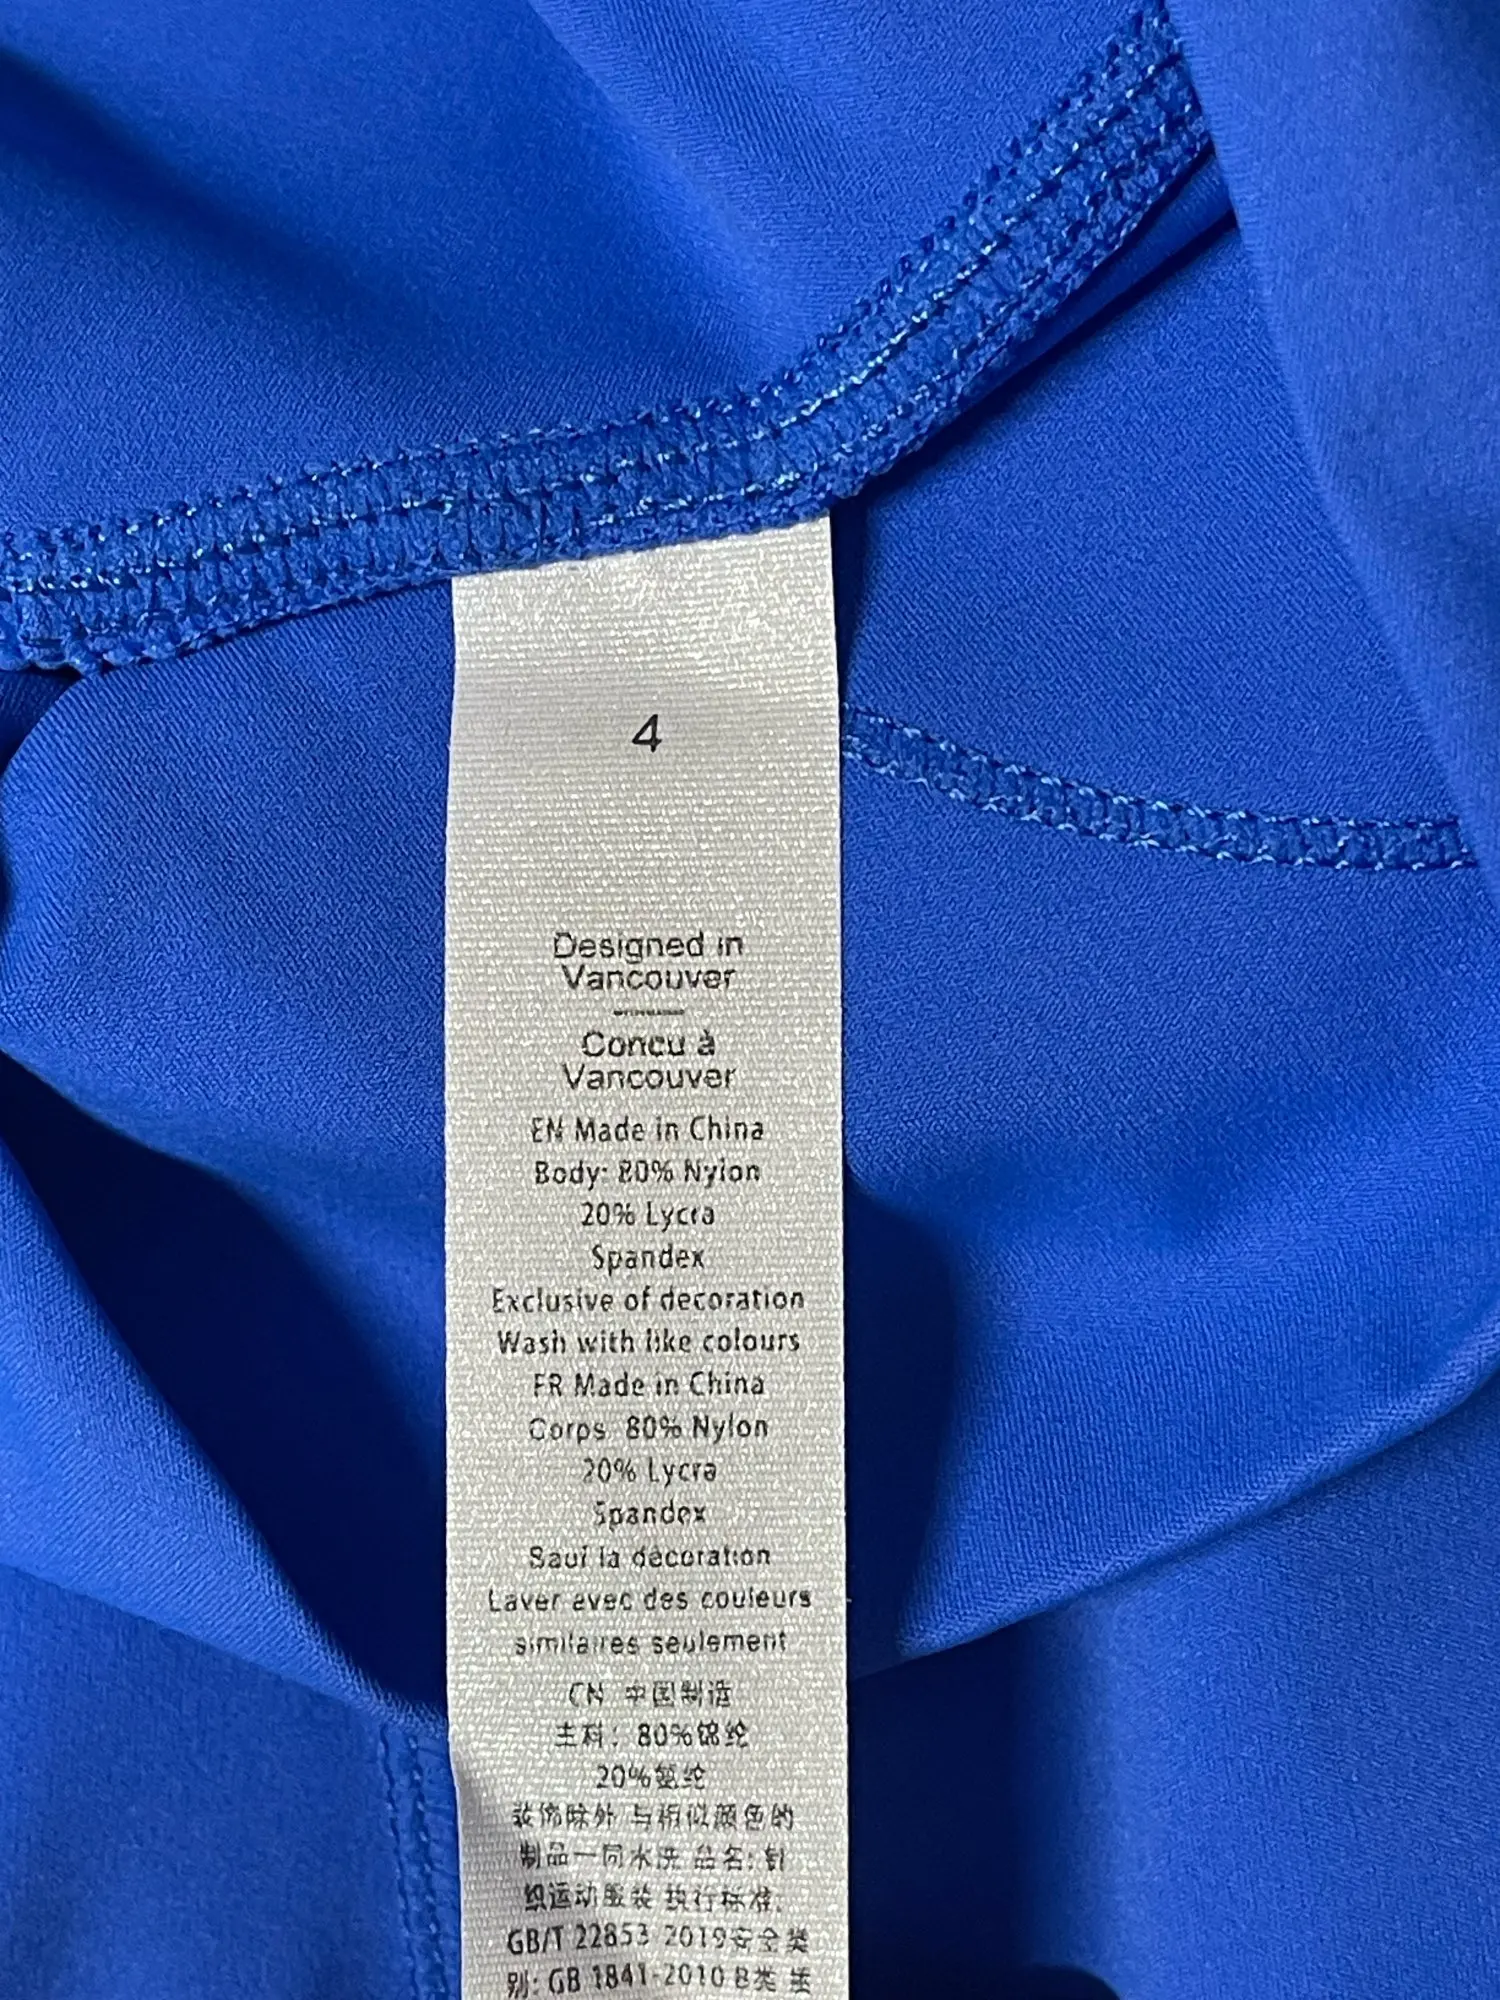 4
Designed in
Vancouver
Concu à
Vancouver
EN Made in China
Body: 80% Nylon
20% Lycra
Spandex
Exclusive of decoration
Wash with like colours
FR Made in China
Corps 80% Nylon
20% Lycra
Spandex
Sauf la décoration
Laver avec des couleurs
similaires seulement
CN 中国制造
主料: 80%锦纶
20%氨纶
装饰除外 与相似颜色的
制品一同水洗 品名: 针
织运动服装 执行标准:
GB/T 22853 2019安全类
别: GB 1841-2010 B类